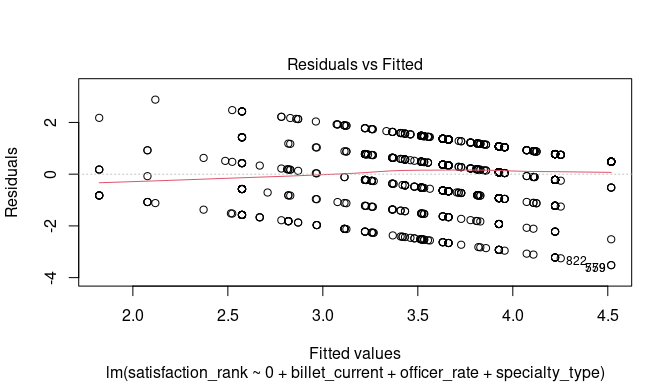 Residuals vs Fitted
Residuals
2
0
-2
-4
822
779
2.0 2.5 3.0 3.5 4.0 4.5
Fitted values
lm(satisfaction_rank ~ 0 + billet_current + officer_rate + specialty_type)